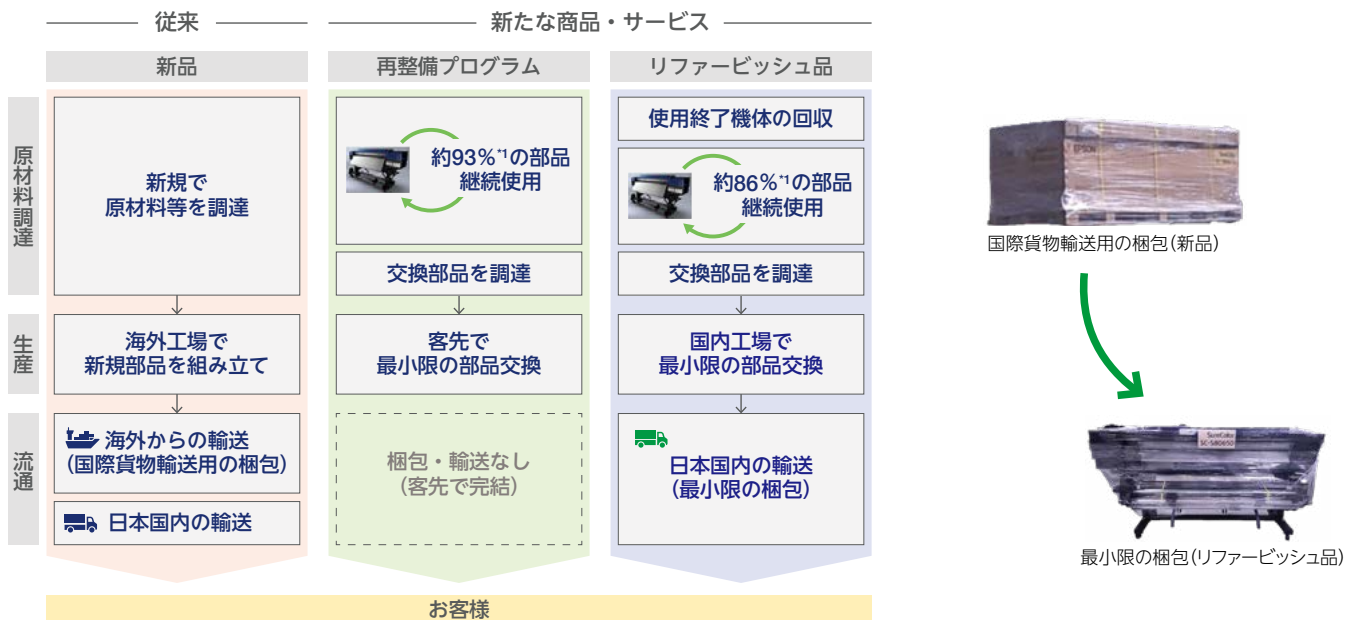 従来
新たな商品・サービス
新品
再整備プログラム
リファービッシュ品
原材料調達
新規で
原材料等を調達
約93%*1の部品
継続使用
交換部品を調達
使用終了機体の回収
約86%*1の部品
継続使用
交換部品を調達
生産
海外工場で
新規部品を組み立て
客先で
最小限の部品交換
国内工場で
最小限の部品交換
流通
海外からの輸送
(国際貨物輸送用の梱包)
日本国内の輸送
梱包・輸送なし
(客先で完結)
日本国内の輸送
(最小限の梱包)
お客様
EPSON
国際貨物輸送用の梱包(新品)
SureColor
最小限の梱包(リファービッシュ品)